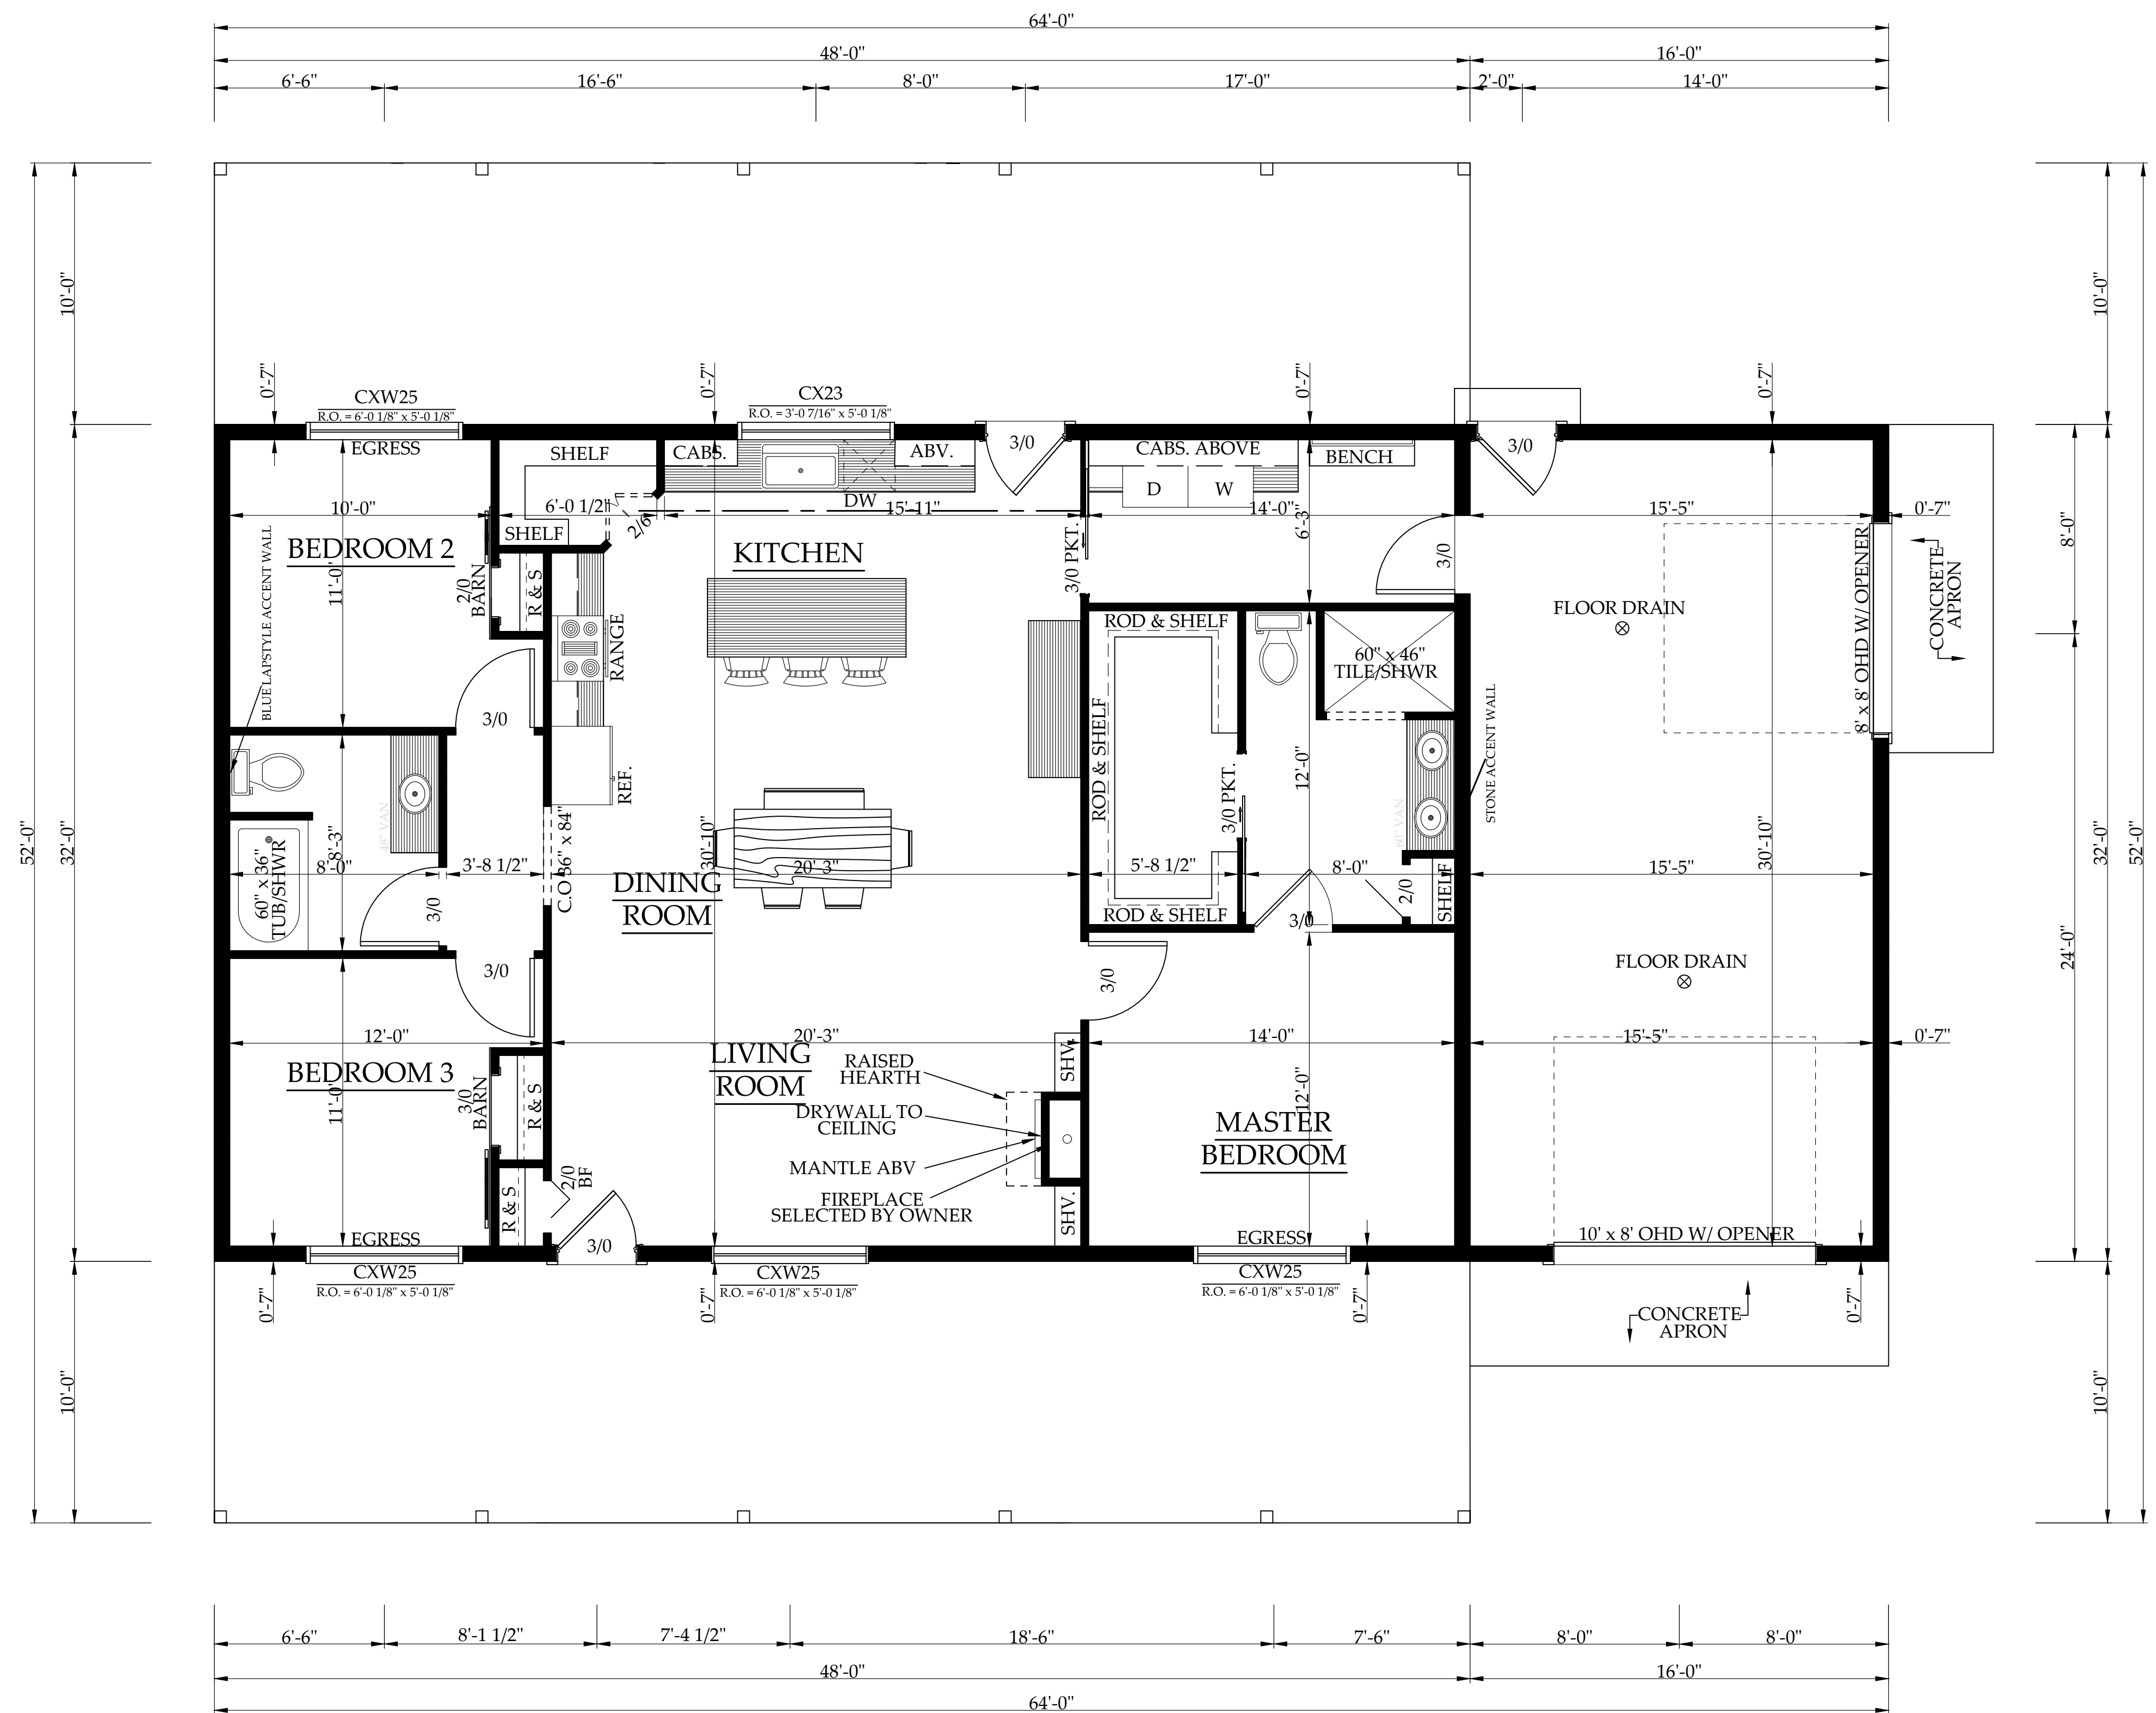 64'-0"
48'-0"
16'-0"
6'-6"
16'-6"
8'-0"
17'-0"
2'-0"
14'-0"
10'-0"
10'-0"
0'-7"
CXW25
R.O. = 6'-0 1/8" x 5'-0 1/8"
EGRESS
0'-7"
CX23
R.O. = 3'-0 7/16" x 5'-0 1/8"
0'-7"
0'-7"
SHELF
CABS.
ABV.
3/0
CABS. ABOVE
BENCH
3/0
D
W
DW
10'-0"
6'-0 1/2"
15'-11"
14'-0"
15'-5"
0'-7"
6'-3"
SHELF
2/6
BEDROOM 2
KITCHEN
3/0 PKT.
3/0
8'-0"
BLUE LAPSTYLE ACCENT WALL
11'-0"
2/0
BARN
R & S
RANGE
CONCRETE
APRON
8' x 8' OHD W/ OPENER
FLOOR DRAIN
ROD & SHELF
60" x 46"
TILE/SHWR
3/0
ROD & SHELF
STONE ACCENT WALL
REF.
12'-0"
3/0 PKT.
48" VAN
60" VAN
52'-0"
32'-0"
8'-3"
C.O 36" x 84"
30'-10"
30'-10"
32'-0"
52'-0"
8'-0"
3'-8 1/2"
20'-3"
5'-8 1/2"
8'-0"
15'-5"
60" x 36"
TUB/SHWR
3/0
DINING
ROOM
2/0
SHELF
ROD & SHELF
3/0
24'-0"
3/0
3/0
FLOOR DRAIN
12'-0"
20'-3"
14'-0"
15'-5"
0'-7"
BEDROOM 3
LIVING
ROOM
RAISED
HEARTH
SHV.
11'-0"
3/0
BARN
R & S
DRYWALL TO
CEILING
12'-0"
MASTER
BEDROOM
MANTLE ABV
2/0
BF
R & S
FIREPLACE
SELECTED BY OWNER
SHV.
EGRESS
3/0
EGRESS
10' x 8' OHD W/ OPENER
CXW25
R.O. = 6'-0 1/8" x 5'-0 1/8"
CXW25
R.O. = 6'-0 1/8" x 5'-0 1/8"
CXW25
R.O. = 6'-0 1/8" x 5'-0 1/8"
0'-7"
0'-7"
0'-7"
0'-7"
CONCRETE
APRON
10'-0"
10'-0"
6'-6"
8'-1 1/2"
7'-4 1/2"
18'-6"
7'-6"
8'-0"
8'-0"
48'-0"
16'-0"
64'-0"